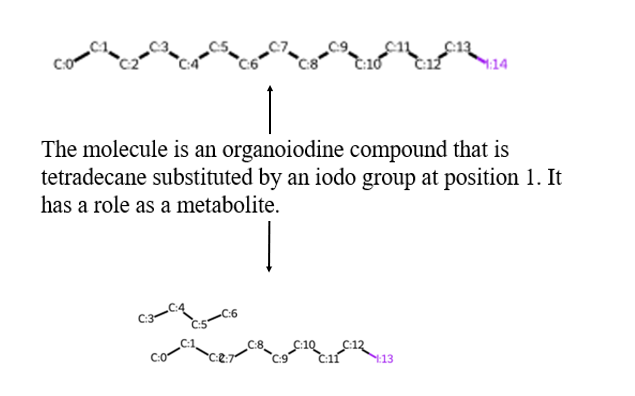 C:1 C:3 C:5 C:7 C:9 C:11 C:13
C:0 C:2 C:4 C:6 C:8 C:10 C:12 I:14
The molecule is an organoiodine compound that is
tetradecane substituted by an iodo group at position 1. It
has a role as a metabolite.
C:4 C:6
C:3 C:5
C:1 C:8 C:10 C:12
C:0 C:2:7 C:9 C:11 I:13